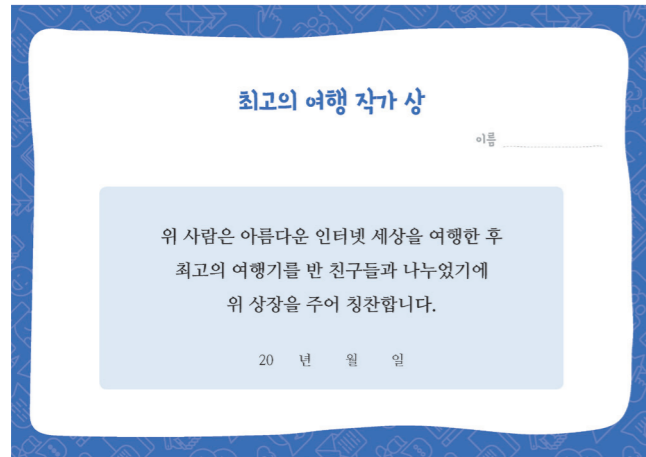 최고의 여행 작가 상
이름
위 사람은 아름다운 인터넷 세상을 여행한 후
최고의 여행기를 반 친구들과 나누었기에
위 상장을 주어 칭찬합니다.
20 년 월 일